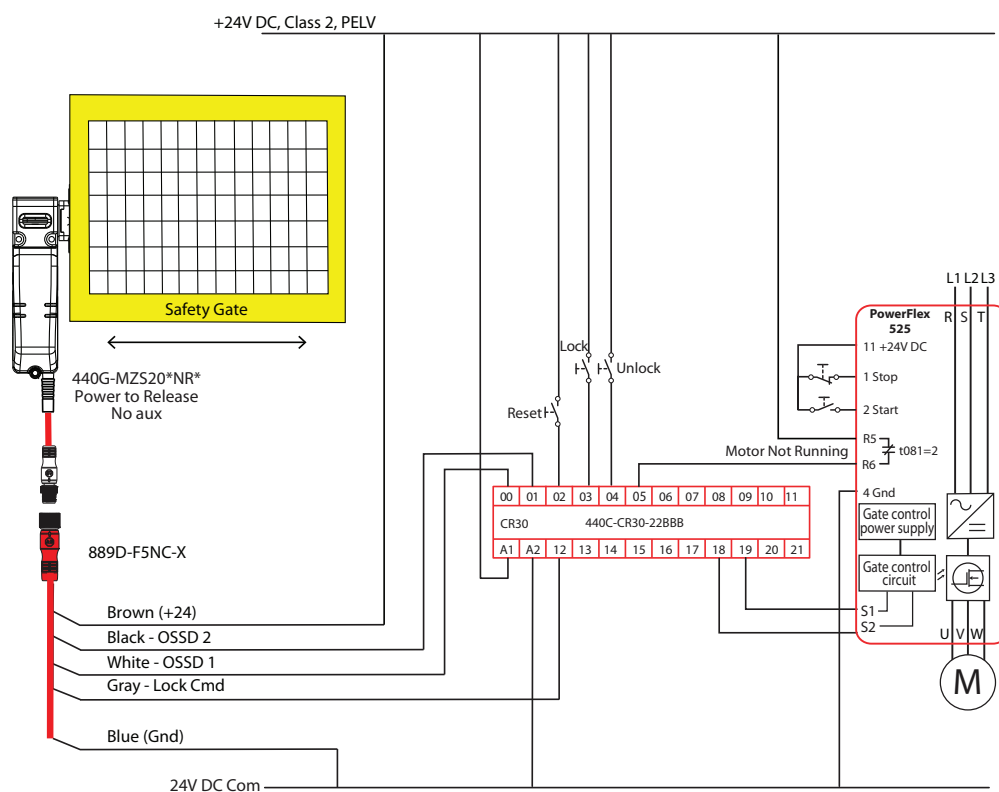 +24V DC, Class 2, PELV
Safety Gate
440G-MZS20*NR*
Power to Release
No aux
889D-F5NC-X
Brown (+24)
Black - OSSD 2
White - OSSD 1
Gray - Lock Cmd
Blue (Gnd)
24V DC Com
Lock
Unlock
Reset
Motor Not Running
00 01 02 03 04 05 06 07 08 09 10 11
CR30 440C-CR30-22BBB
A1 A2 12 13 14 15 16 17 18 19 20 21
L1 L2 L3
R S T
PowerFlex
525
11 +24V DC
1 Stop
2 Start
R5
t081=2
R6
4 Gnd
Gate control
power supply
Gate control
circuit
S1
S2
U V W
M